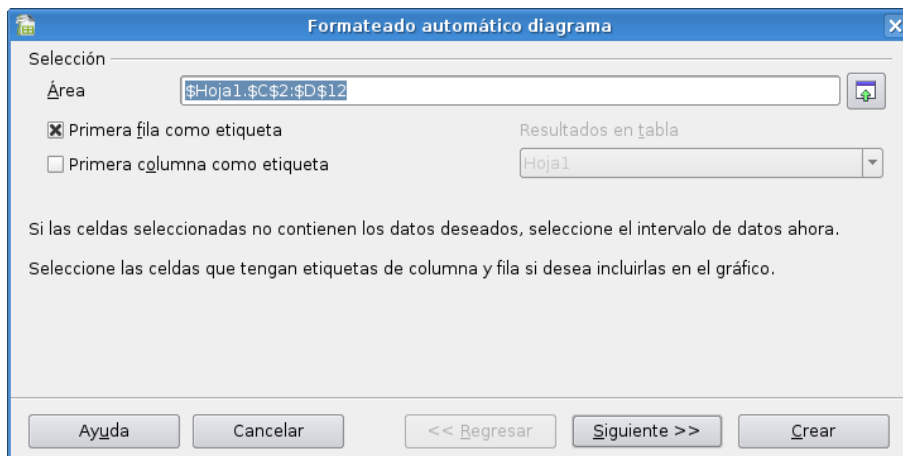 Formateado automático diagrama
Selección
Área $Hoja1.$C$2:$D$12
Primera fila como etiqueta Resultados en tabla
Primera columna como etiqueta Hoja1
Si las celdas seleccionadas no contienen los datos deseados, seleccione el intervalo de datos ahora.
Seleccione las celdas que tengan etiquetas de columna y fila si desea incluirlas en el gráfico.
Ayuda Cancelar << Regresar Siguiente >> Crear